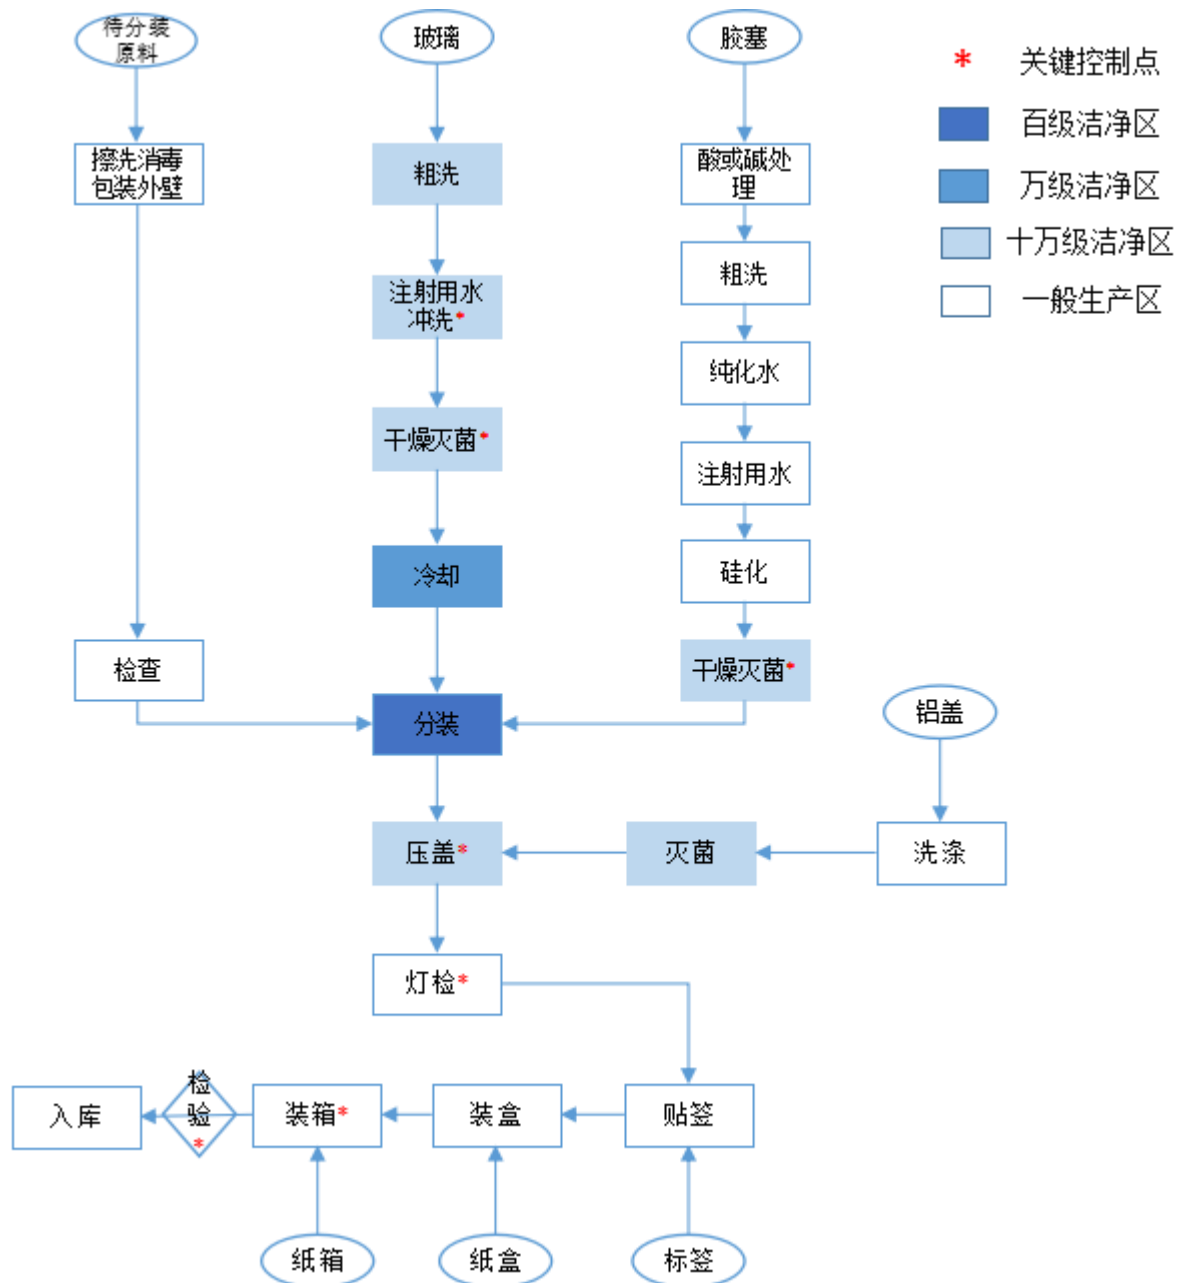 待分装
原料
玻璃
胶塞
* 关键控制点
百级洁净区
万级洁净区
十万级洁净区
一般生产区
擦先消毒
包装外壁
粗洗
酸或碱处
理
注射用水
冲洗*
粗洗
纯化水
干燥灭菌*
注射用水
冷却
硅化
检查
干燥灭菌*
分装
铝盖
压盖*
灭菌
洗涤
灯检*
入库
检
验
*
装箱*
装盒
贴签
纸箱
纸盒
标签